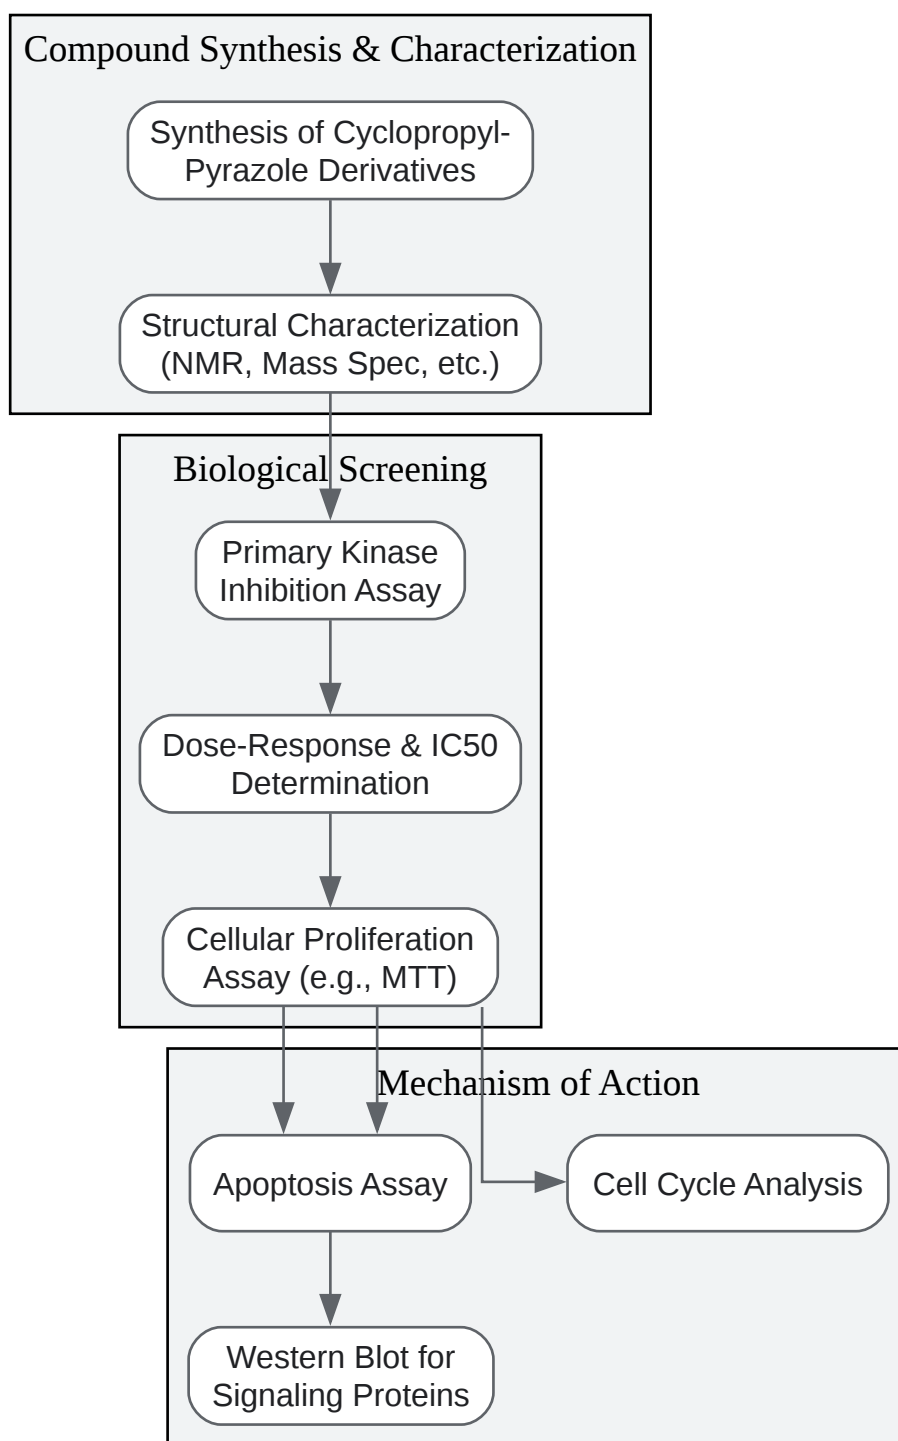 Compound Synthesis & Characterization
Synthesis of Cyclopropyl-
Pyrazole Derivatives
Structural Characterization
(NMR, Mass Spec, etc.)
Biological Screening
Primary Kinase
Inhibition Assay
Dose-Response & IC50
Determination
Cellular Proliferation
Assay (e.g., MTT)
Mechanism of Action
Apoptosis Assay
Cell Cycle Analysis
Western Blot for
Signaling Proteins